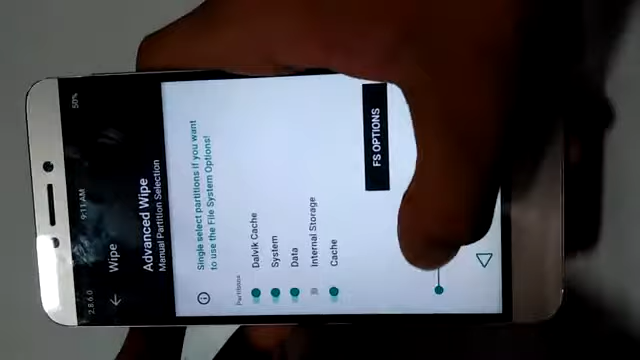 2.8.6.0
9:11 AM
50%
Wipe
Advanced Wipe
Manual Partition Selection
Single select partitions if you want
to use the File System Options!
Partitions
Dalvik Cache
System
Data
Internal Storage
Cache
FS OPTIONS